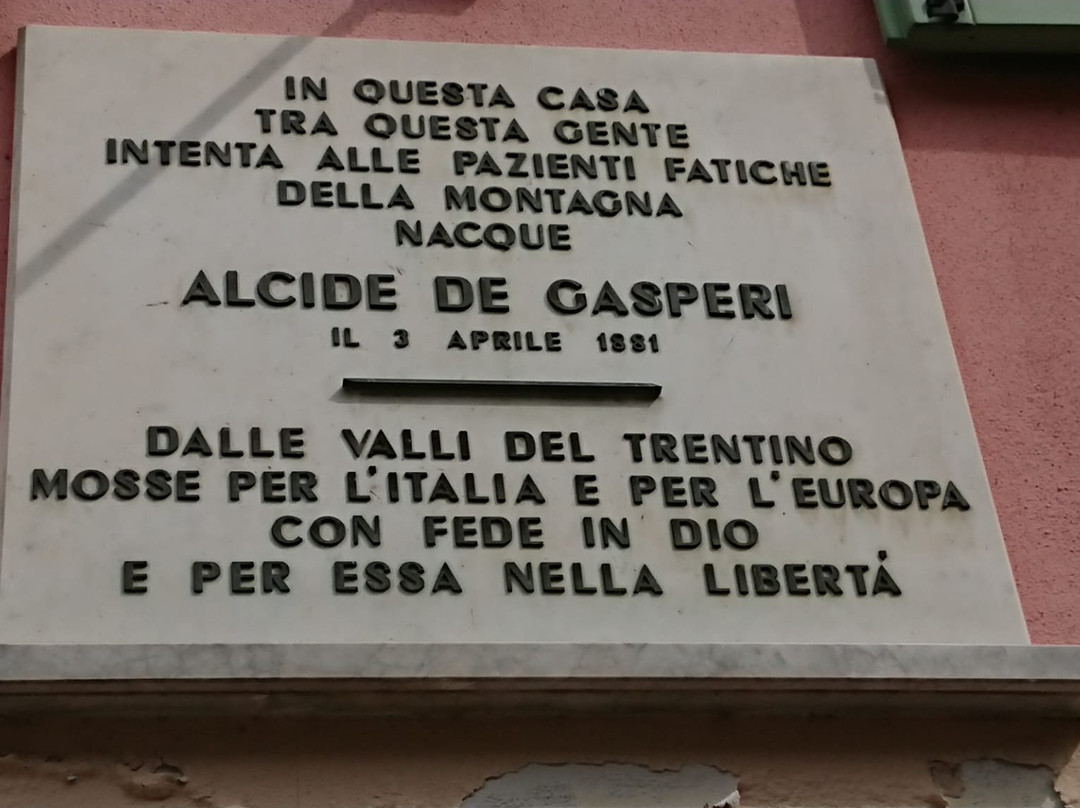 IN QUESTA CASA
TRA QUESTA GENTE
INTENTA ALLE PAZIENTI FATICHE
DELLA MONTAGNA
NACQUE
ALCIDE DE GASPERI
IL 3 APRILE 1881
DALLE VALLI DEL TRENTINO
MOSSE PER L'ITALIA E PER L'EUROPA
CON FEDE IN DIO
E PER ESSA NELLA LIBERTÁ